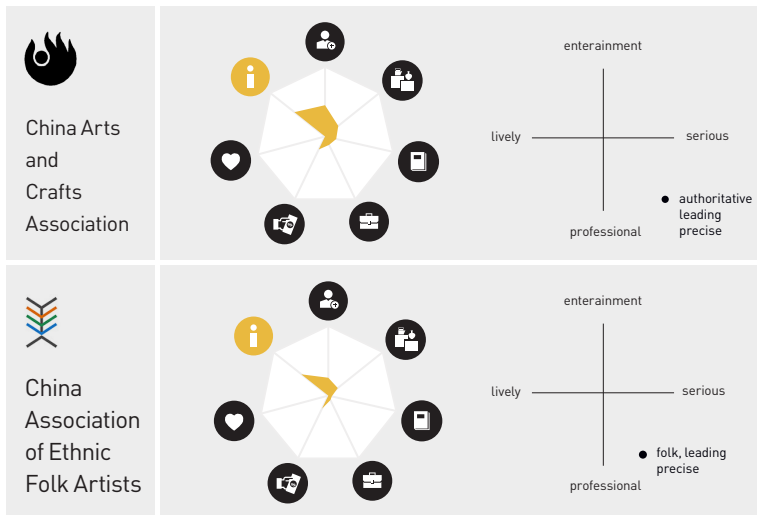 China Arts
and
Crafts
Association
enterainment
lively
serious
authoritative
leading
precise
professional
China
Association
of Ethnic
Folk Artists
enterainment
lively
serious
folk, leading
precise
professional